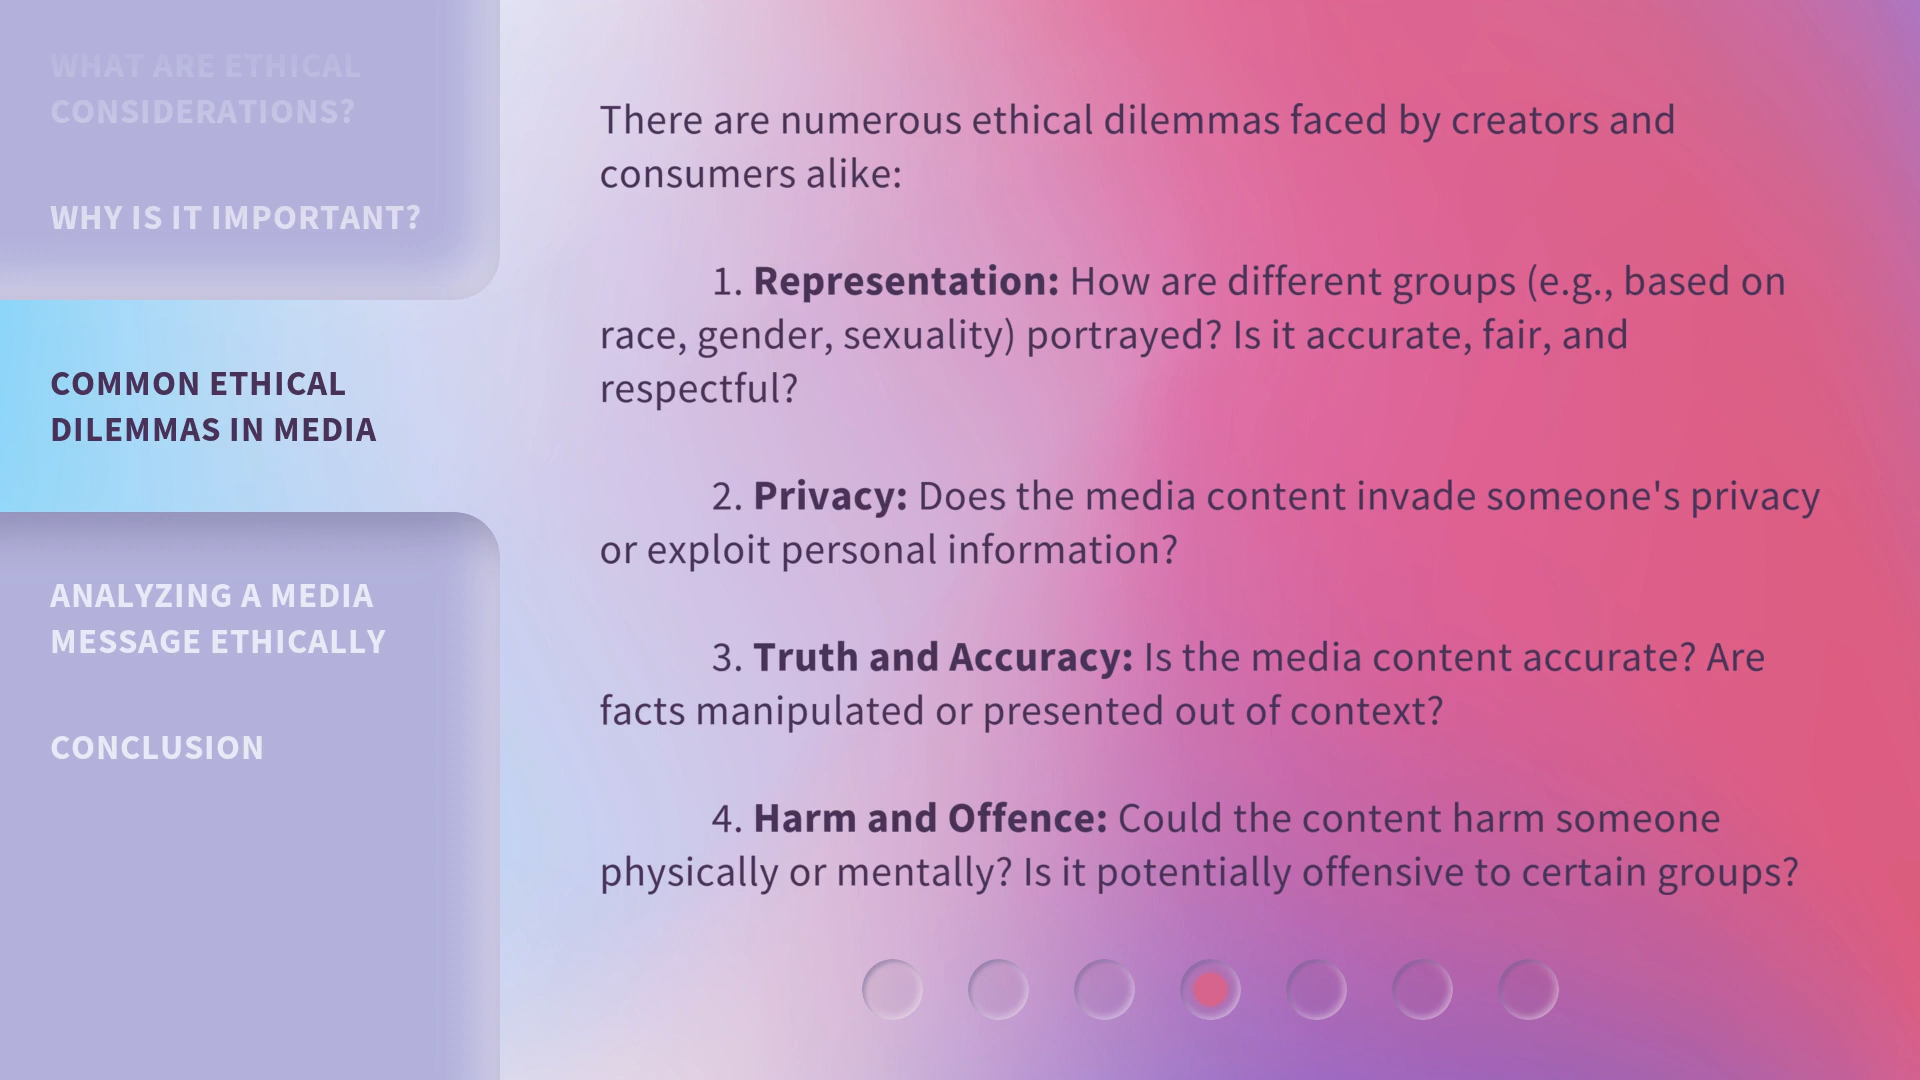 WHAT ARE ETHICAL
CONSIDERATIONS?
WHY IS IT IMPORTANT?
COMMON ETHICAL
DILEMMAS IN MEDIA
ANALYZING A MEDIA
MESSAGE ETHICALLY
CONCLUSION
There are numerous ethical dilemmas faced by creators and
consumers alike:
1. Representation: How are different groups (e.g., based on
race, gender, sexuality) portrayed? Is it accurate, fair, and
respectful?
2. Privacy: Does the media content invade someone's privacy
or exploit personal information?
3. Truth and Accuracy: Is the media content accurate? Are
facts manipulated or presented out of context?
4. Harm and Offence: Could the content harm someone
physically or mentally? Is it potentially offensive to certain groups?